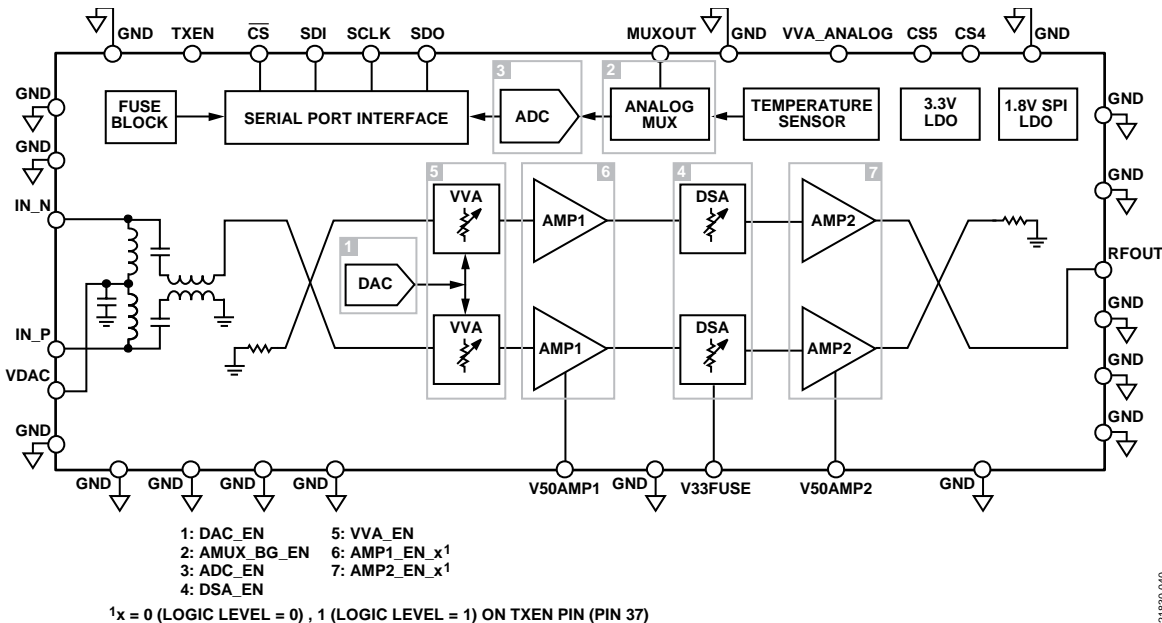 GND TXEN CS SDI SCLK SDO MUXOUT GND VVA_ANALOG CS5 CS4 GND
3 2
GND
FUSE BLOCK
SERIAL PORT INTERFACE
ADC
ANALOG MUX
TEMPERATURE SENSOR
3.3V LDO
1.8V SPI LDO
GND
GND
GND
5 6 4 7
IN_N
VVA
AMP1
DSA
AMP2
1
DAC
RFOUT
GND
IN_P
VVA
AMP1
DSA
AMP2
VDAC
GND
GND
GND
GND GND GND GND V50AMP1 GND V33FUSE V50AMP2 GND
1: DAC_EN 5: VVA_EN
2: AMUX_BG_EN 6: AMP1_EN_x1
3: ADC_EN 7: AMP2_EN_x1
4: DSA_EN
1x = 0 (LOGIC LEVEL = 0) , 1 (LOGIC LEVEL = 1) ON TXEN PIN (PIN 37)